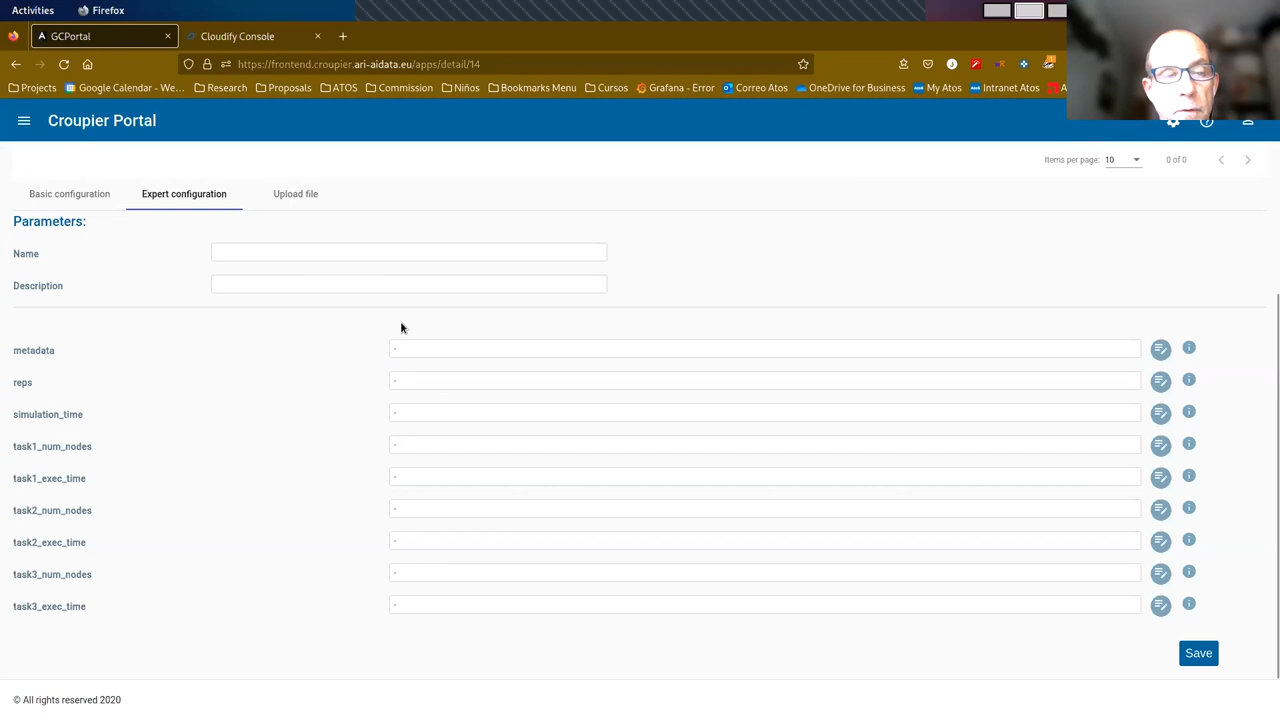 Activities Firefox
GCPortal Cloudify Console
https://frontend.croupier.ari-aidata.eu/apps/detail/14
Projects Google Calendar - We... Research Proposals ATOS Commission Niños Bookmarks Menu Cursos Grafana - Error Correo Atos OneDrive for Business My Atos Intranet Atos
Croupier Portal
Items per page: 10 0 of 0
Basic configuration Expert configuration Upload file
Parameters:
Name
Description
metadata -
reps -
simulation_time -
task1_num_nodes -
task1_exec_time -
task2_num_nodes -
task2_exec_time -
task3_num_nodes -
task3_exec_time -
Save
© All rights reserved 2020